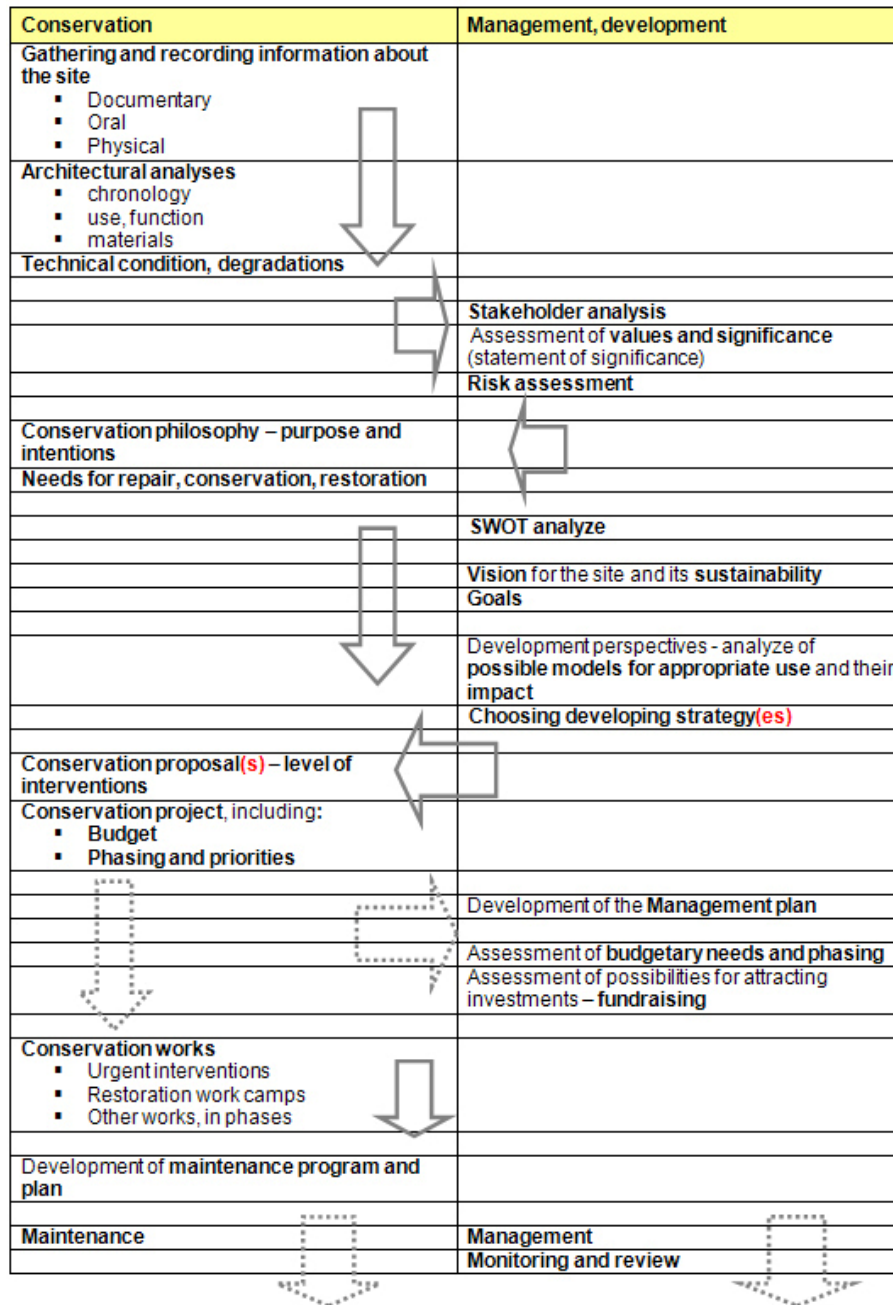 Conservation
Management, development
Gathering and recording information about
the site
▪ Documentary
▪ Oral
▪ Physical
Architectural analyses
▪ chronology
▪ use, function
▪ materials
Technical condition, degradations
Stakeholder analysis
Assessment of values and significance
(statement of significance)
Risk assessment
Conservation philosophy – purpose and
intentions
Needs for repair, conservation, restoration
SWOT analyze
Vision for the site and its sustainability
Goals
Development perspectives - analyze of
possible models for appropriate use and their
impact
Choosing developing strategy(es)
Conservation proposal(s) – level of
interventions
Conservation project, including:
▪ Budget
▪ Phasing and priorities
Development of the Management plan
Assessment of budgetary needs and phasing
Assessment of possibilities for attracting
investments – fundraising
Conservation works
▪ Urgent interventions
▪ Restoration work camps
▪ Other works, in phases
Development of maintenance program and
plan
Maintenance
Management
Monitoring and review